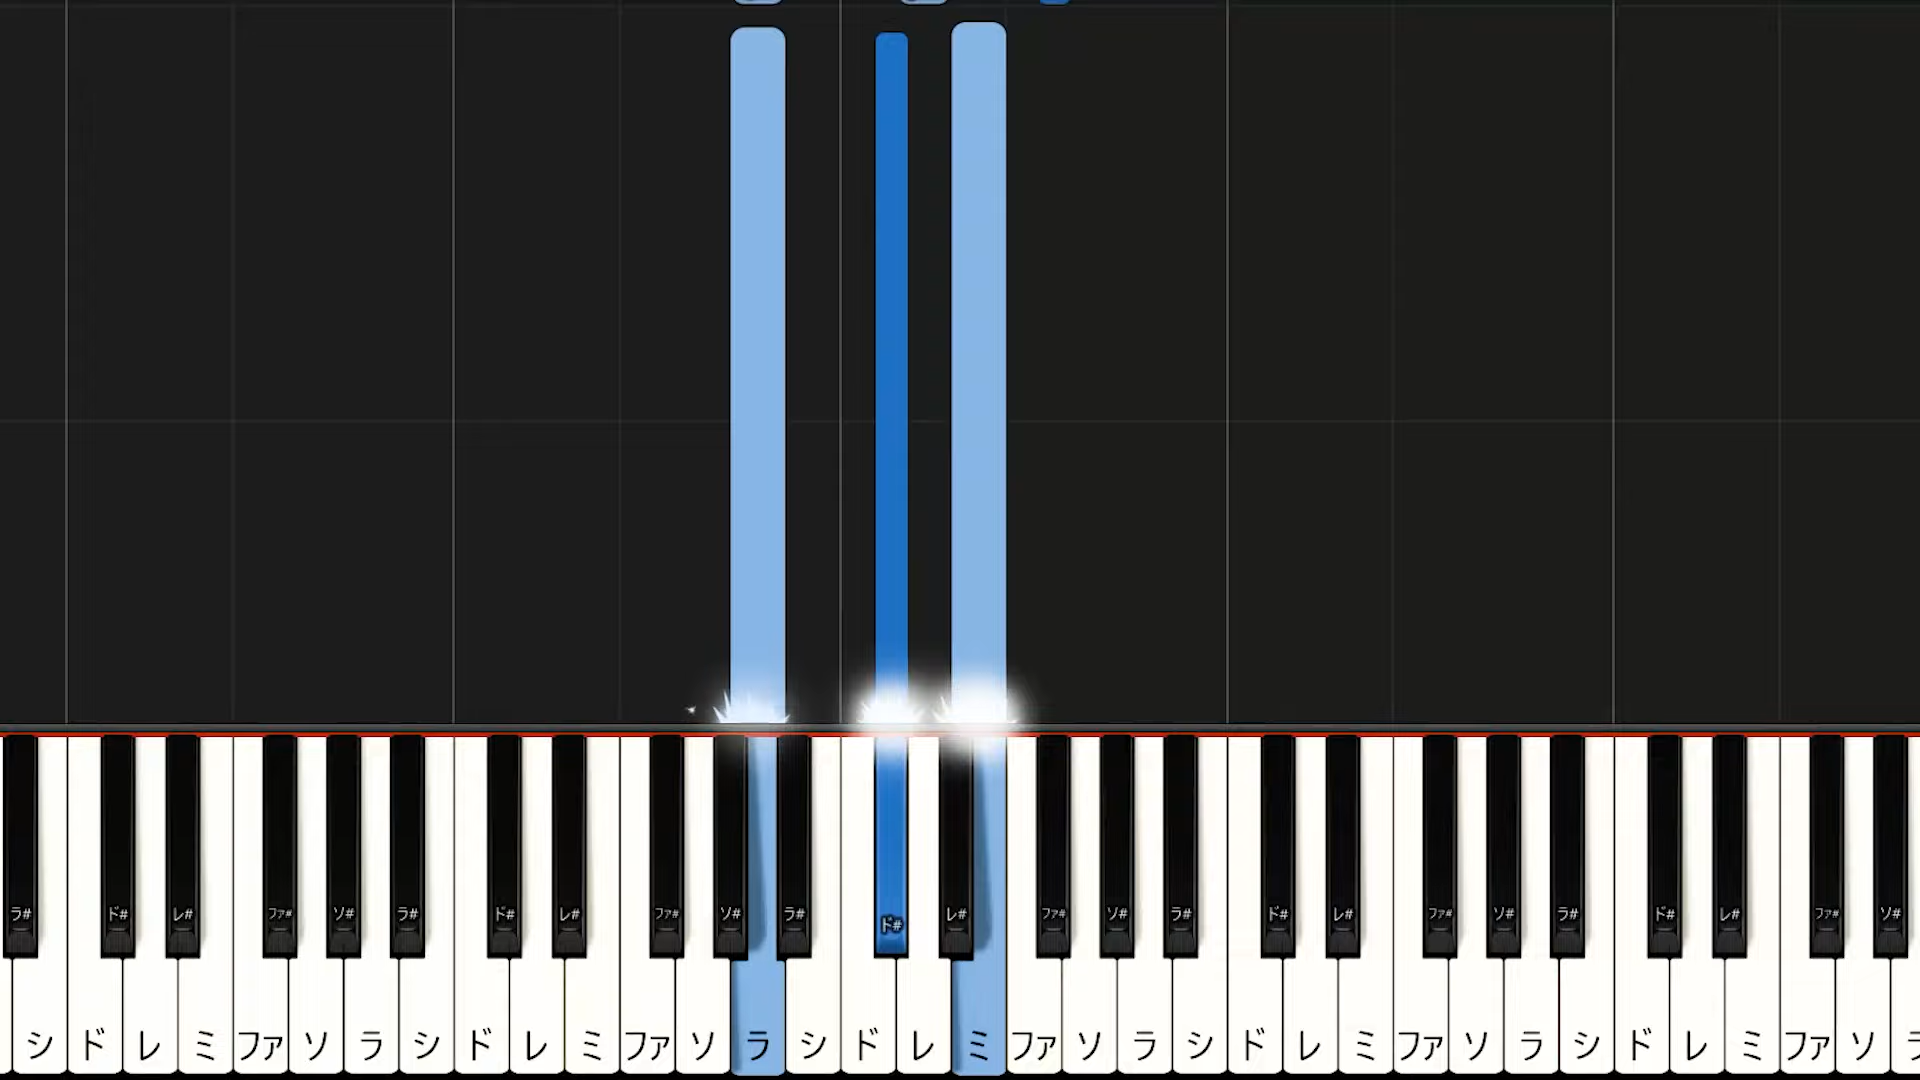 ラ# ド# レ# ファ# ソ# ラ# ド# レ# ファ# ソ# ラ# ド# レ# ファ# ソ# ラ# ド# レ# ファ# ソ# ラ# ド# レ# ファ# ソ#
シ ド レ ミ ファ ソ ラ シ ド レ ミ ファ ソ ラ シ ド レ ミ ファ ソ ラ シ ド レ ミ ファ ソ ラ シ ド レ ミ ファ ソ ラ